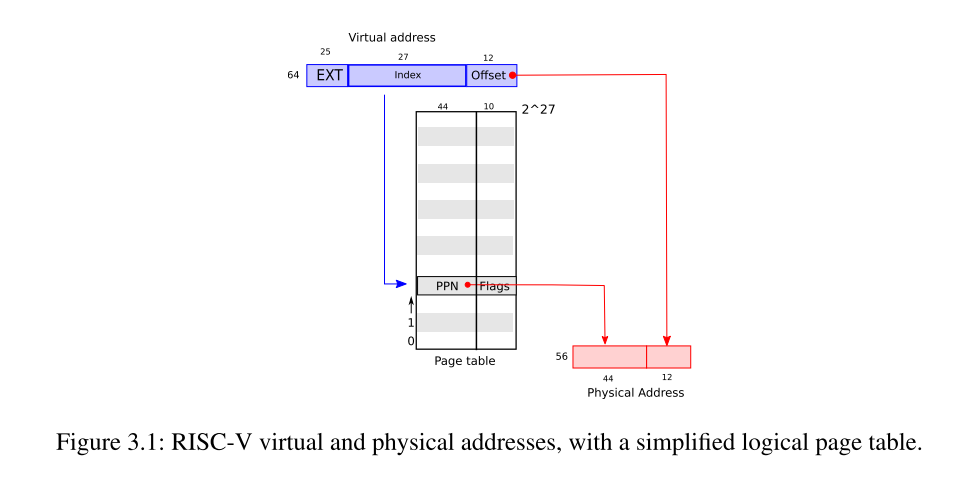 Virtual address
25 27 12
64 EXT Index Offset
44 10 2^27
PPN Flags
1
0
Page table
56
44 12
Physical Address
Figure 3.1: RISC-V virtual and physical addresses, with a simplified logical page table.